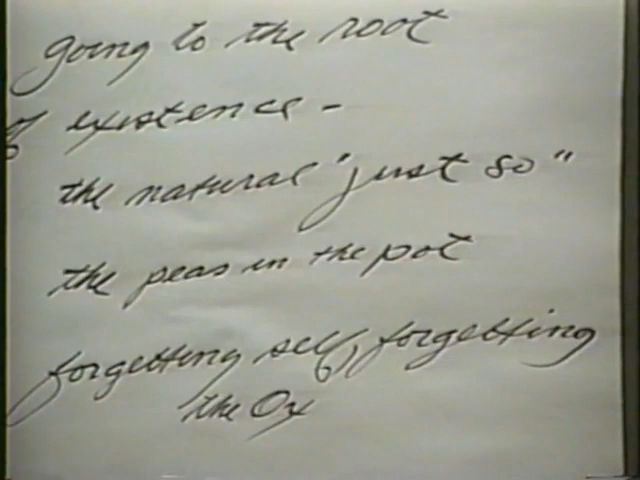 going to the root
of existence -
the natural "just so"
the peas in the pot
forgetting self, forgetting
the Ox